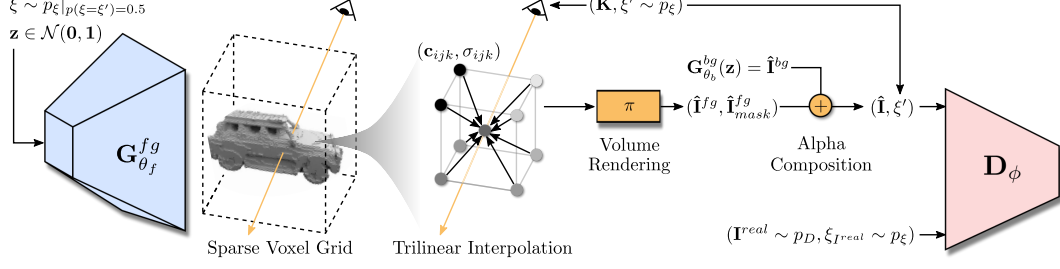 ξ ∼ p_ξ|_{p(ξ=ξ′)=0.5}
z ∈ 𝒩(0, 1)
G^{fg}_{θ_f}
Sparse Voxel Grid
(c_{ijk}, σ_{ijk})
Trilinear Interpolation
(K, ξ′ ∼ p_ξ)
G^{bg}_{θ_b}(z) = Î^{bg}
π
(Î^{fg}, Î^{fg}_{mask})
+
(Î, ξ′)
Volume
Rendering
Alpha
Composition
(I^{real} ∼ p_D, ξ_{I^{real}} ∼ p_ξ)
D_ϕ